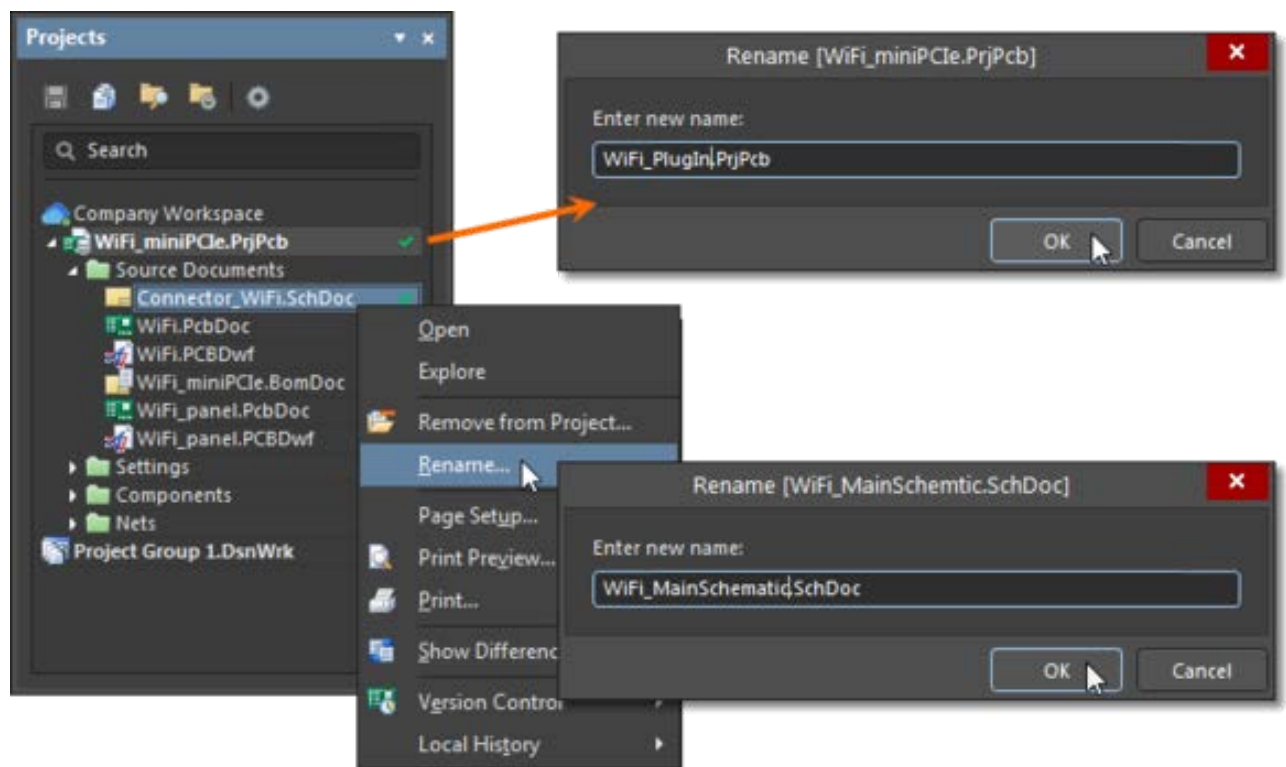 Projects
Search
Company Workspace
WiFi_miniPCIe.PrjPcb
Source Documents
Connector_WiFi.SchDoc
WiFi.PcbDoc
WiFi.PCBDwf
WiFi_miniPCIe.BomDoc
WiFi_panel.PcbDoc
WiFi_panel.PCBDwf
Settings
Components
Nets
Project Group 1.DsnWrk
Rename [WiFi_miniPCIe.PrjPcb]
Enter new name:
WiFi_PlugIn.PrjPcb
OK Cancel
Open
Explore
Remove from Project...
Rename...
Page Setup...
Print Preview...
Print...
Show Differenc
Version Control
Local History
Rename [WiFi_MainSchemtic.SchDoc]
Enter new name:
WiFi_MainSchematic.SchDoc
OK Cancel